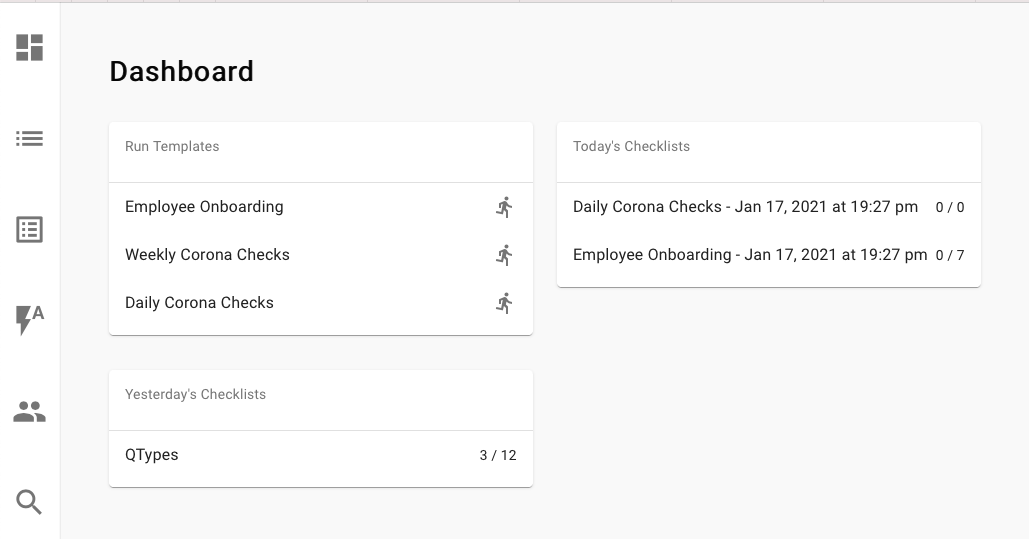 Dashboard
Run Templates
Employee Onboarding
Weekly Corona Checks
Daily Corona Checks
Today's Checklists
Daily Corona Checks - Jan 17, 2021 at 19:27 pm 0 / 0
Employee Onboarding - Jan 17, 2021 at 19:27 pm 0 / 7
Yesterday's Checklists
QTypes 3 / 12
A